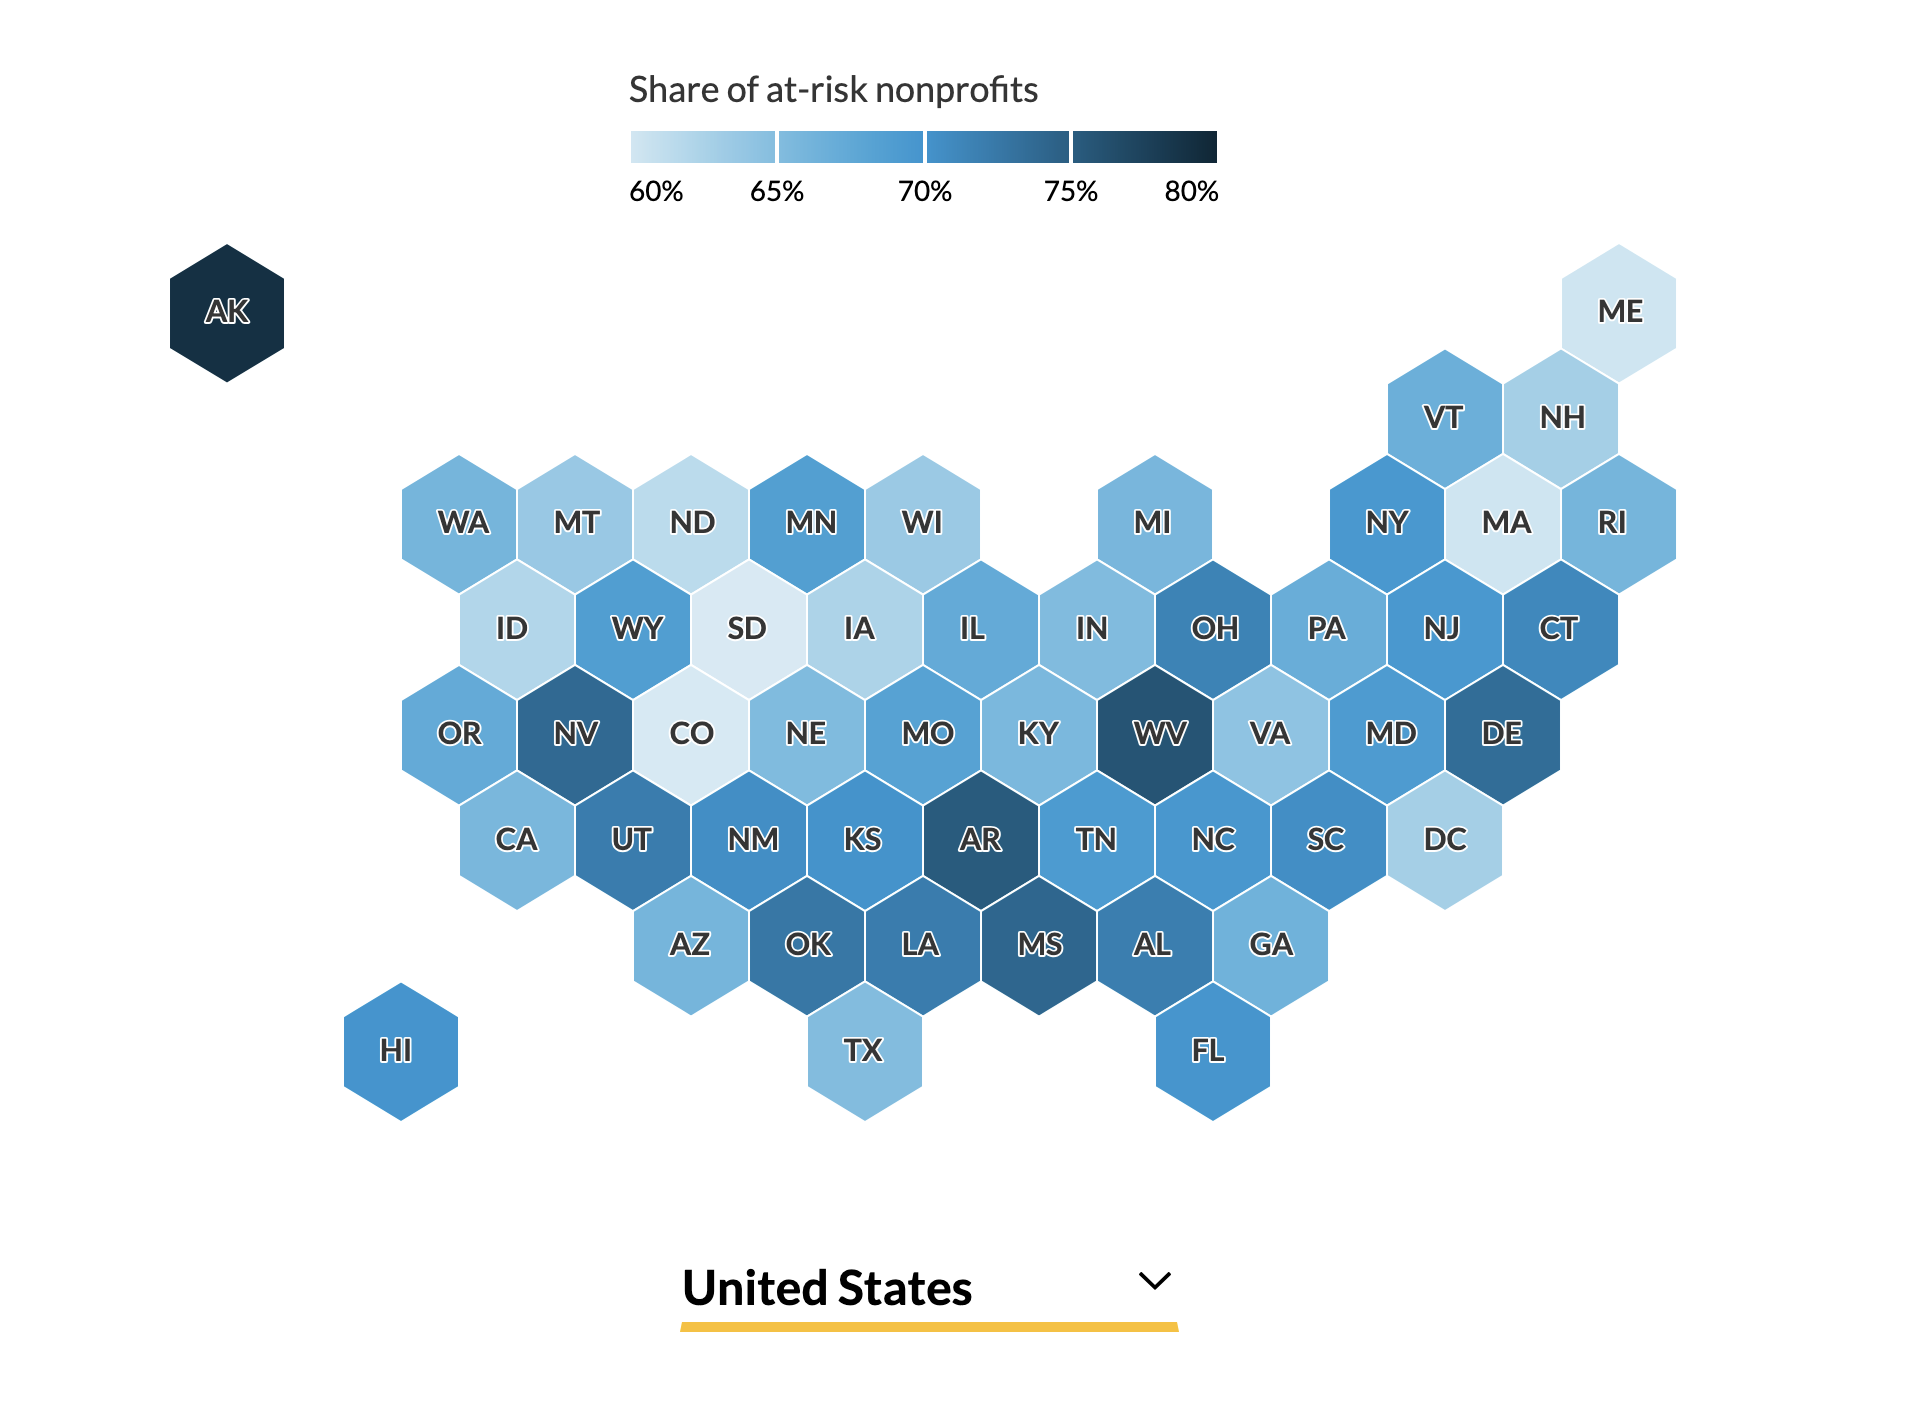 Share of at-risk nonprofits
60% 65% 70% 75% 80%
AK ME
VT NH
WA MT ND MN WI MI NY MA RI
ID WY SD IA IL IN OH PA NJ CT
OR NV CO NE MO KY WV VA MD DE
CA UT NM KS AR TN NC SC DC
AZ OK LA MS AL GA
HI TX FL
United States